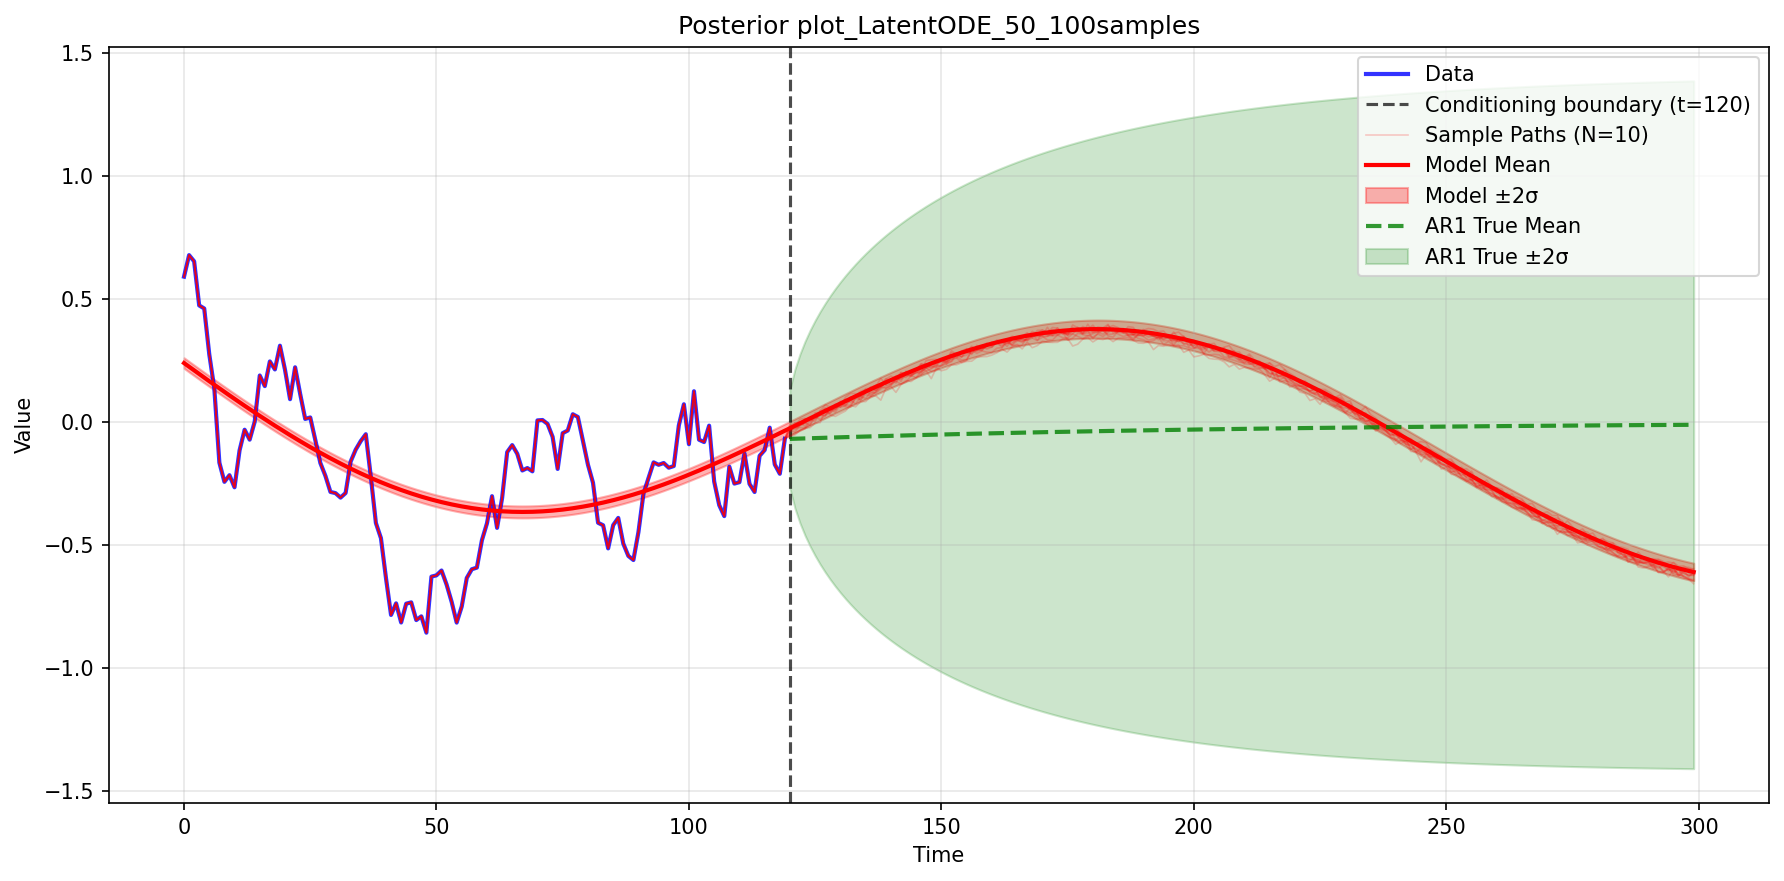 Posterior plot_LatentODE_50_100samples
1.5
1.0
0.5
0.0
−0.5
−1.0
−1.5
Value
Data
Conditioning boundary (t=120)
Sample Paths (N=10)
Model Mean
Model ±2σ
AR1 True Mean
AR1 True ±2σ
0
50
100
150
200
250
300
Time